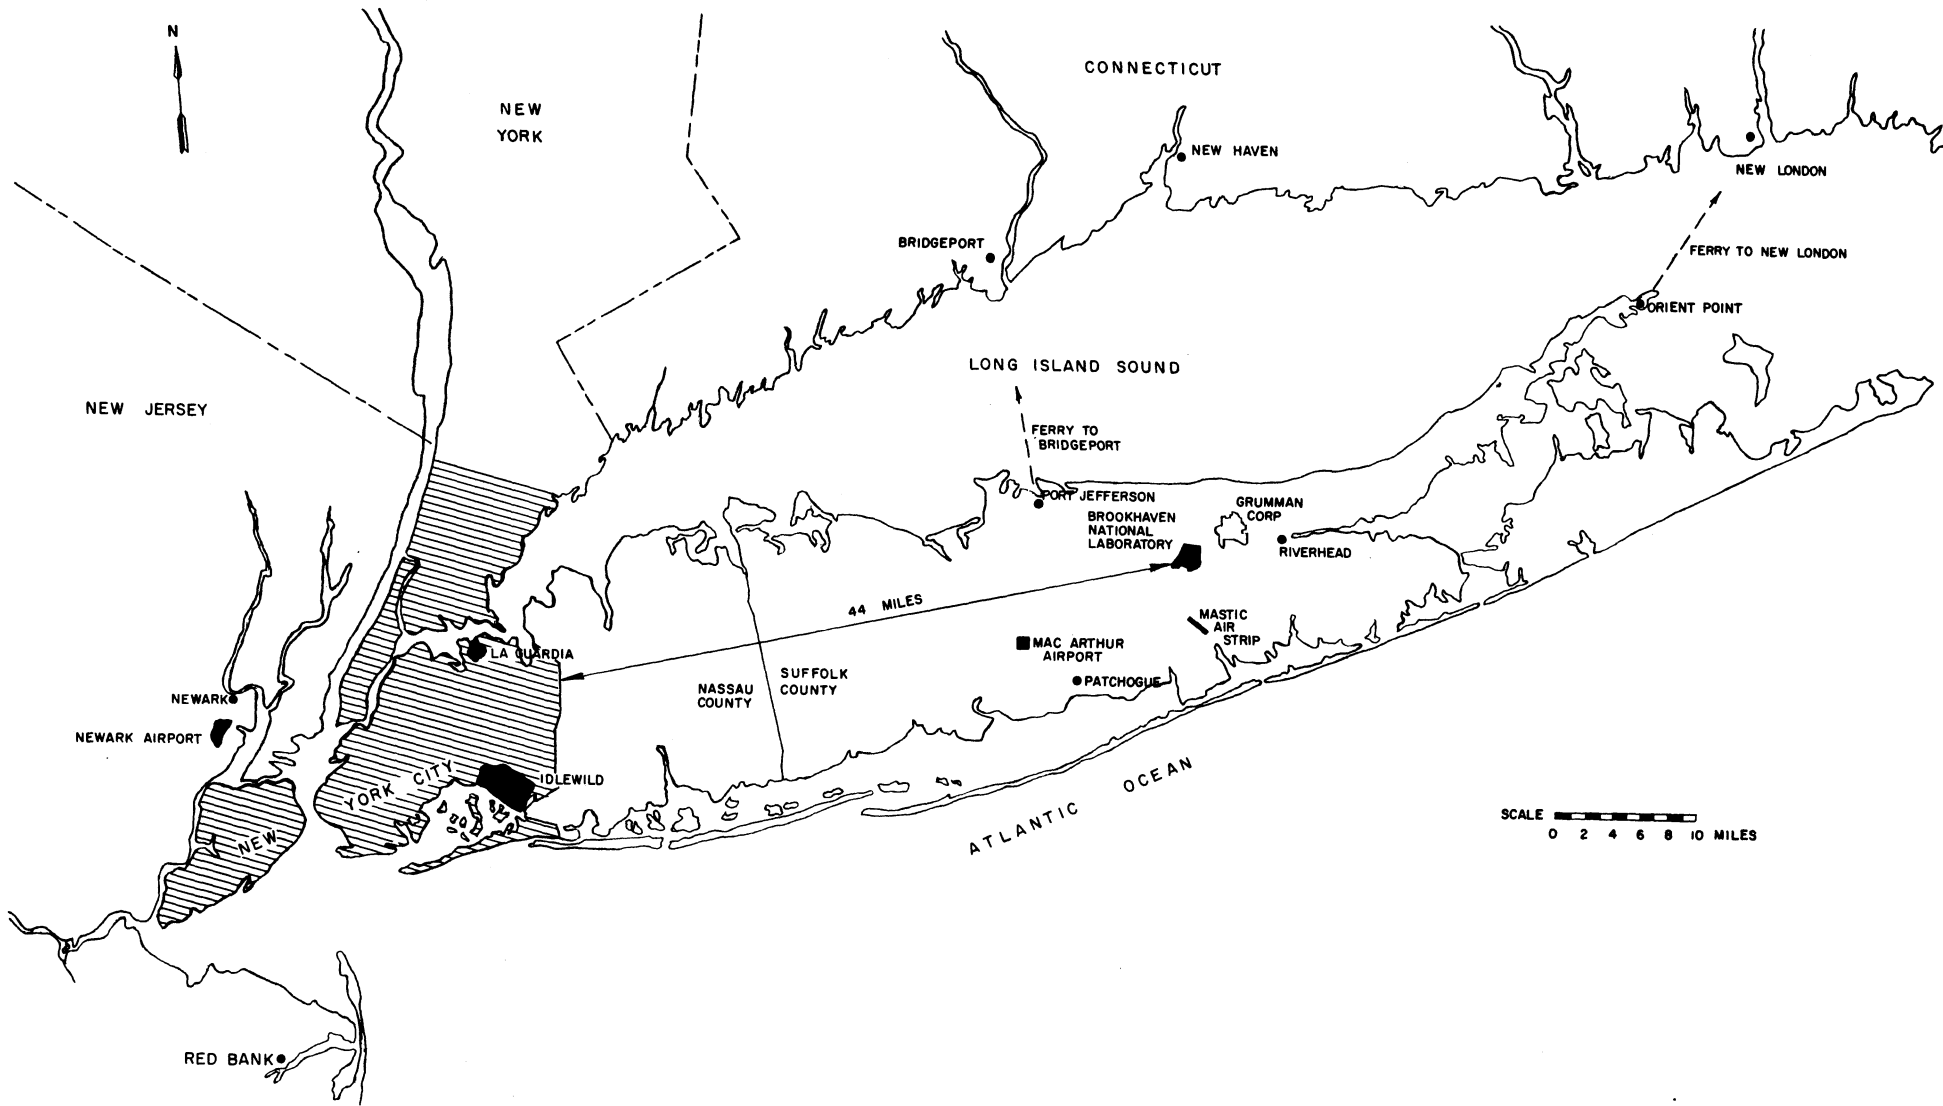 N
CONNECTICUT
NEW
YORK
NEW HAVEN
NEW LONDON
BRIDGEPORT
FERRY TO NEW LONDON
ORIENT POINT
LONG ISLAND SOUND
NEW JERSEY
FERRY TO
BRIDGEPORT
PORT JEFFERSON
GRUMMAN
CORP
BROOKHAVEN
NATIONAL
LABORATORY
RIVERHEAD
44 MILES
MASTIC
AIR
STRIP
MAC ARTHUR
AIRPORT
LA GUARDIA
SUFFOLK
COUNTY
NASSAU
COUNTY
PATCHOGUE
NEWARK
NEWARK AIRPORT
IDLEWILD
NEW YORK CITY
ATLANTIC OCEAN
SCALE
0 2 4 6 8 10 MILES
RED BANK